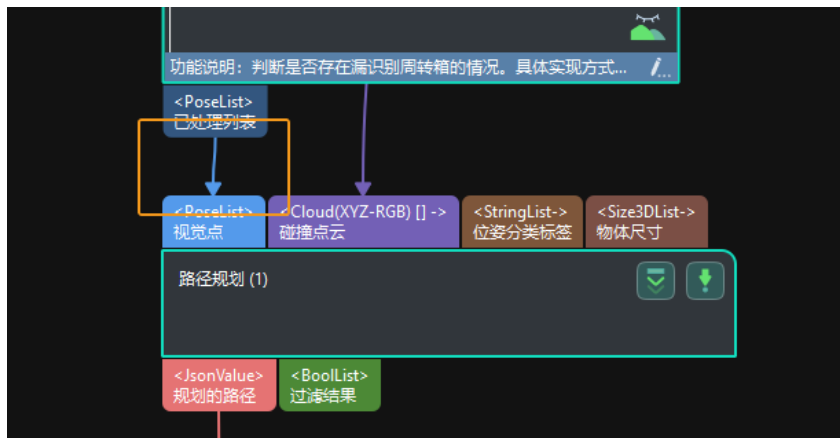 功能说明：判断是否存在漏识别周转箱的情况。具体实现方式...
<PoseList>
已处理列表
<PoseList> <Cloud(XYZ-RGB) [] -> <StringList-> <Size3DList->
视觉点 碰撞点云 位姿分类标签 物体尺寸
路径规划 (1)
<JsonValue> <BoolList>
规划的路径 过滤结果